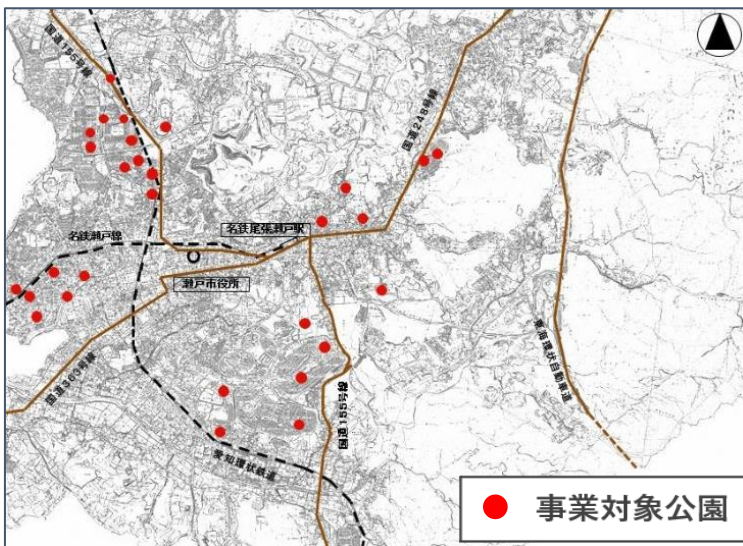 国道155号線
国道248号線
名鉄尾張瀬戸駅
名鉄瀬戸線
瀬戸市役所
東海環状自動車道
国道363号線
国道155号線
愛知環状鉄道
事業対象公園